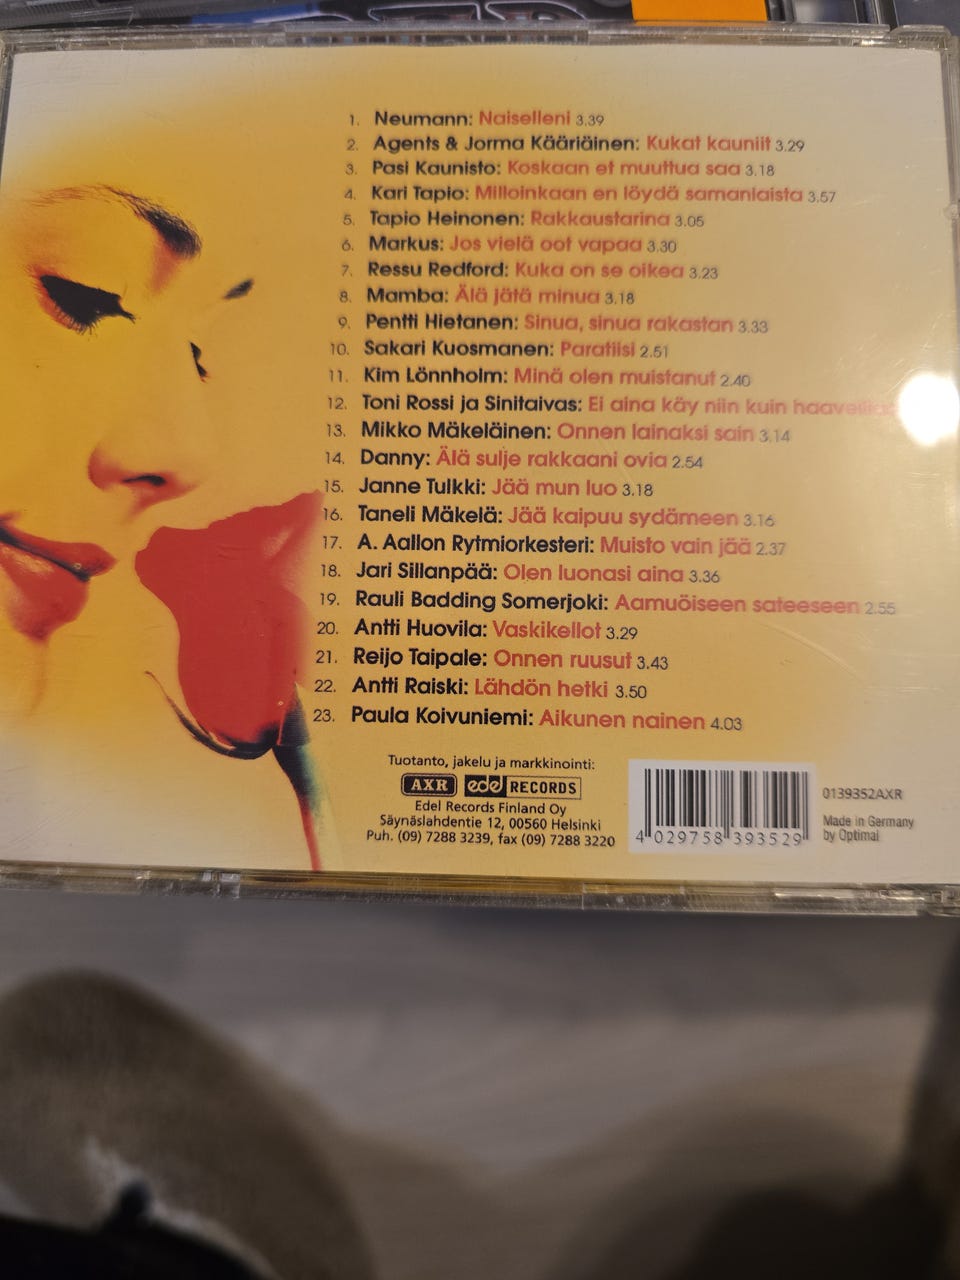 1. Neumann: Naiselleni 3.39
2. Agents & Jorma Kääriäinen: Kukat kauniit 3.29
3. Pasi Kaunisto: Koskaan et muuttua saa 3.18
4. Kari Tapio: Milloinkaan en löydä samanlaista 3.57
5. Tapio Heinonen: Rakkaustarina 3.05
6. Markus: Jos vielä oot vapaa 3.30
7. Ressu Redford: Kuka on se oikea 3.23
8. Mamba: Älä jätä minua 3.18
9. Pentti Hietanen: Sinua, sinua rakastan 3.33
10. Sakari Kuosmanen: Paratiisi 2.51
11. Kim Lönnholm: Minä olen muistanut 2.40
12. Toni Rossi ja Sinitaivas: Ei aina käy niin kuin
13. Mikko Mäkeläinen: Onnen lainaksi sain 3.14
14. Danny: Älä sulje rakkaani ovia 2.54
15. Janne Tulkki: Jää mun luo 3.18
16. Taneli Mäkelä: Jää kaipuu sydämeen 3.16
17. A. Aallon Rytmiorkesteri: Muisto vain jää 2.37
18. Jari Sillanpää: Olen luonasi aina 3.36
19. Rauli Badding Somerjoki: Aamuöiseen sateeseen 2.55
20. Antti Huovila: Vaskikellot 3.29
21. Reijo Taipale: Onnen ruusut 3.43
22. Antti Raiski: Lähdön hetki 3.50
23. Paula Koivuniemi: Aikunen nainen 4.03
Tuotanto, jakelu ja markkinointi:
AXR edel RECORDS
Edel Records Finland Oy
Säynäslahdentie 12, 00560 Helsinki
Puh. (09) 7288 3239, fax (09) 7288 3220
4 029758 393529
0139352AXR
Made in Germany
by Optimal